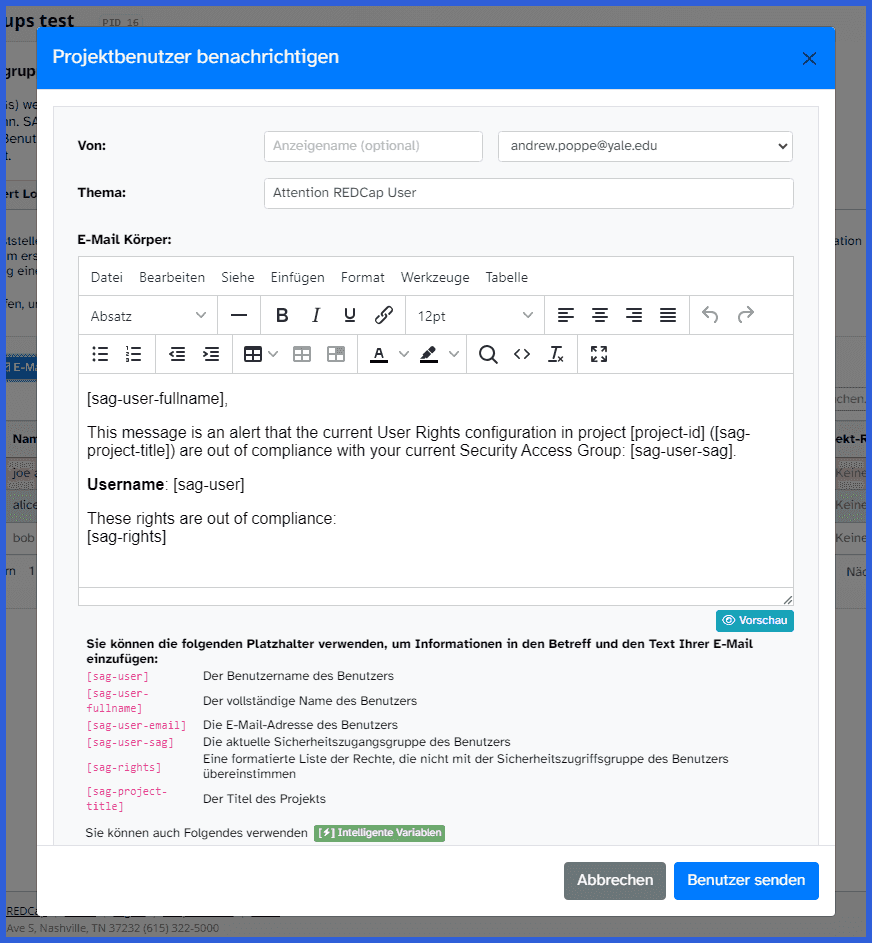 ups test PID 16
Projektbenutzer benachrichtigen
Von:
Anzeigename (optional)
andrew.poppe@yale.edu
Thema:
Attention REDCap User
E-Mail Körper:
Datei Bearbeiten Siehe Einfügen Format Werkzeuge Tabelle
Absatz
B I U
12pt
A
[sag-user-fullname],
This message is an alert that the current User Rights configuration in project [project-id] ([sag-
project-title]) are out of compliance with your current Security Access Group: [sag-user-sag].
Username: [sag-user]
These rights are out of compliance:
[sag-rights]
Vorschau
Sie können die folgenden Platzhalter verwenden, um Informationen in den Betreff und den Text Ihrer E-Mail
einzufügen:
[sag-user] Der Benutzername des Benutzers
[sag-user-
fullname] Der vollständige Name des Benutzers
[sag-user-email] Die E-Mail-Adresse des Benutzers
[sag-user-sag] Die aktuelle Sicherheitszugangsgruppe des Benutzers
[sag-rights] Eine formatierte Liste der Rechte, die nicht mit der Sicherheitszugriffsgruppe des Benutzers
übereinstimmen
[sag-project-
title] Der Titel des Projekts
Sie können auch Folgendes verwenden [⚡] Intelligente Variablen
Abbrechen Benutzer senden
Ave S, Nashville, TN 37232 (615) 322-5000